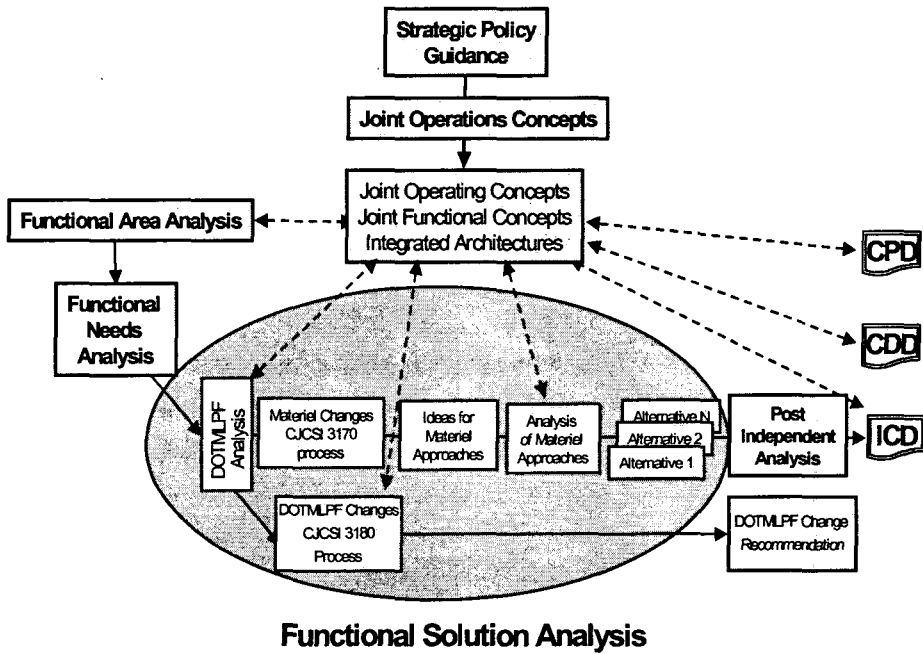 Strategic Policy
Guidance
Joint Operations Concepts
Joint Operating Concepts
Joint Functional Concepts
Integrated Architectures
Functional Area Analysis
Functional
Needs
Analysis
CPD
CDD
ICD
DOTMLPF
Analysis
Materiel Changes
CJCSI 3170
process
Ideas for
Materiel
Approaches
Analysis
of Materiel
Approaches
Alternative N
Alternative 2
Alternative 1
Post
Independent
Analysis
DOTMLPF Changes
CJCSI 3180
Process
DOTMLPF Change
Recommendation
Functional Solution Analysis